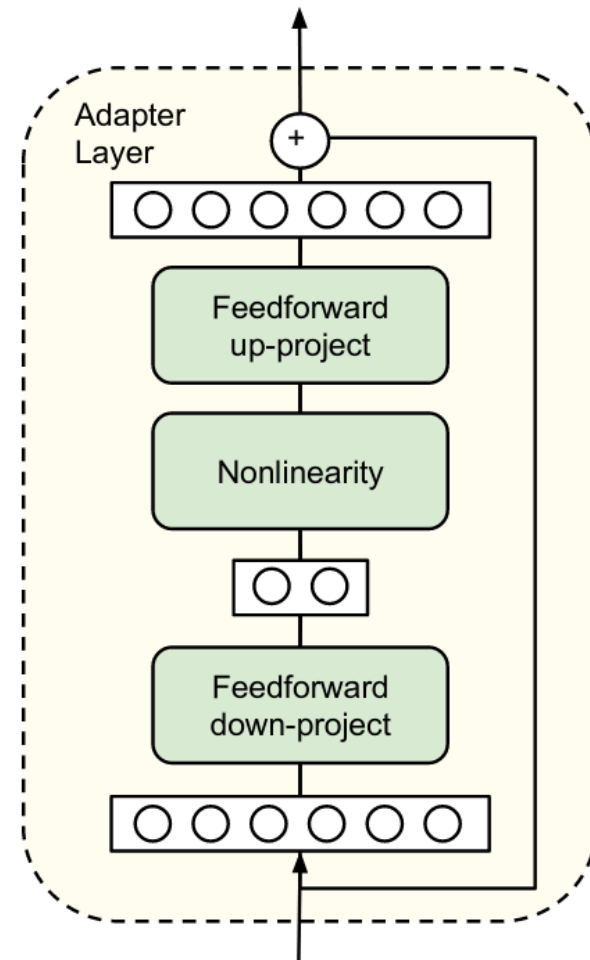 Adapter
Layer
+
Feedforward
up-project
Nonlinearity
Feedforward
down-project